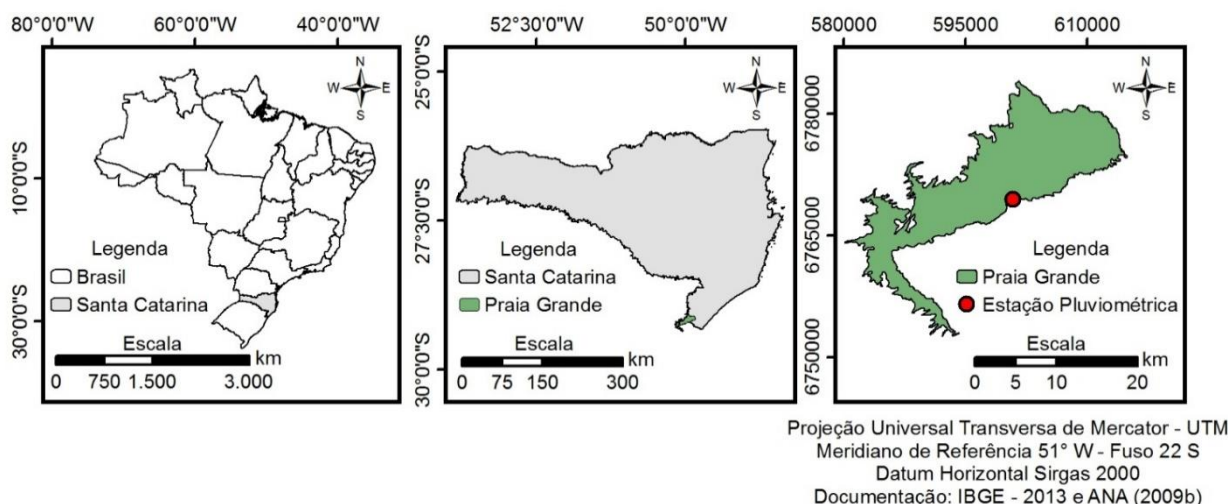 80°0'0"W 60°0'0"W 40°0'0"W
10°0'0"S
30°0'0"S
N
W E
S
Legenda
Brasil
Santa Catarina
Escala
km
0 750 1.500 3.000
52°30'0"W 50°0'0"W
25°0'0"S
27°30'0"S
30°0'0"S
N
W E
S
Legenda
Santa Catarina
Praia Grande
Escala
km
0 75 150 300
580000 595000 610000
6780000
6765000
6750000
N
W E
S
Legenda
Praia Grande
Estação Pluviométrica
Escala
km
0 5 10 20
Projeção Universal Transversa de Mercator - UTM
Meridiano de Referência 51° W - Fuso 22 S
Datum Horizontal Sirgas 2000
Documentação: IBGE - 2013 e ANA (2009b)